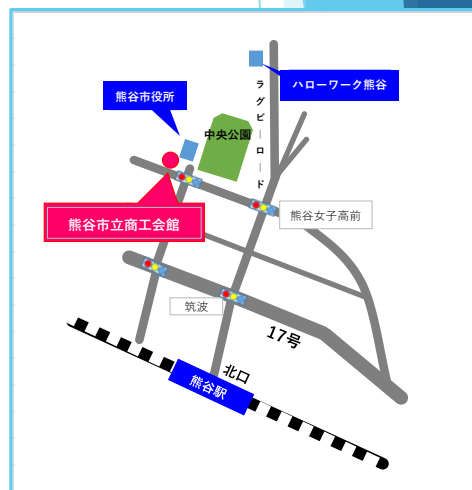 ハローワーク熊谷
熊谷市役所
ラグビーロード
中央公園
熊谷市立商工会館
熊谷女子高前
筑波
17号
北口
熊谷駅